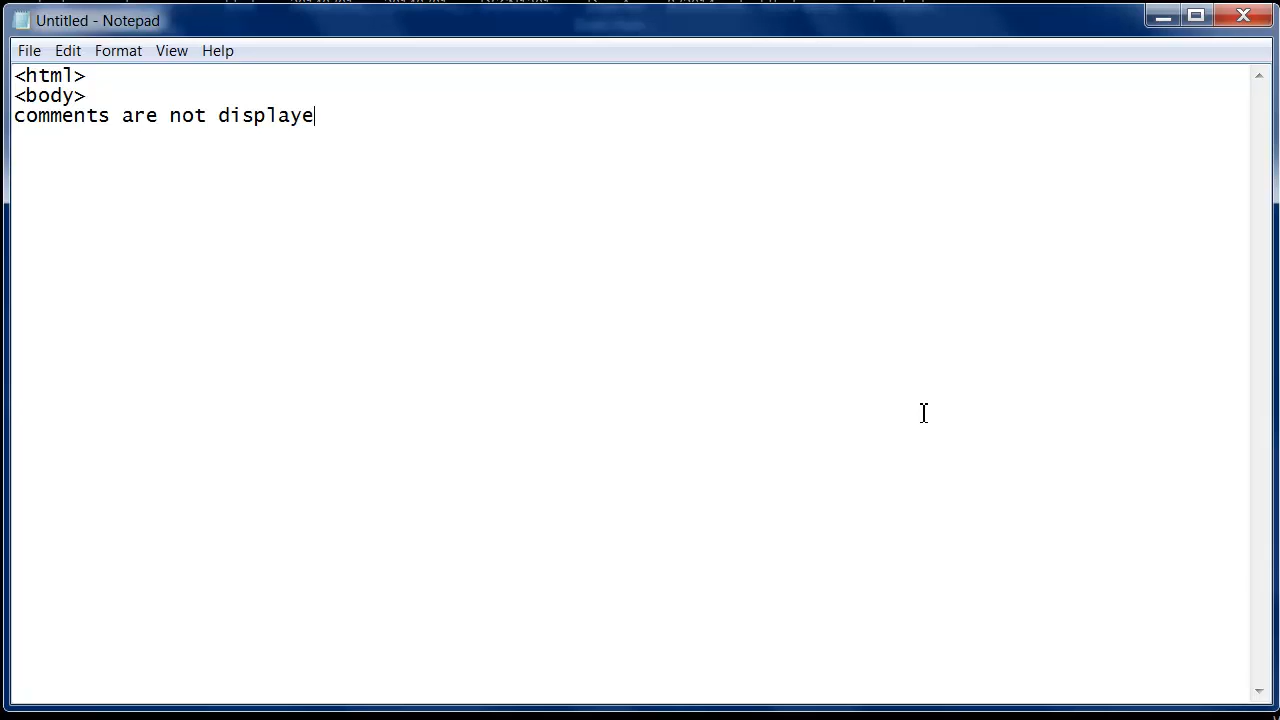 Untitled - Notepad
File Edit Format View Help
<html>
<body>
comments are not displaye